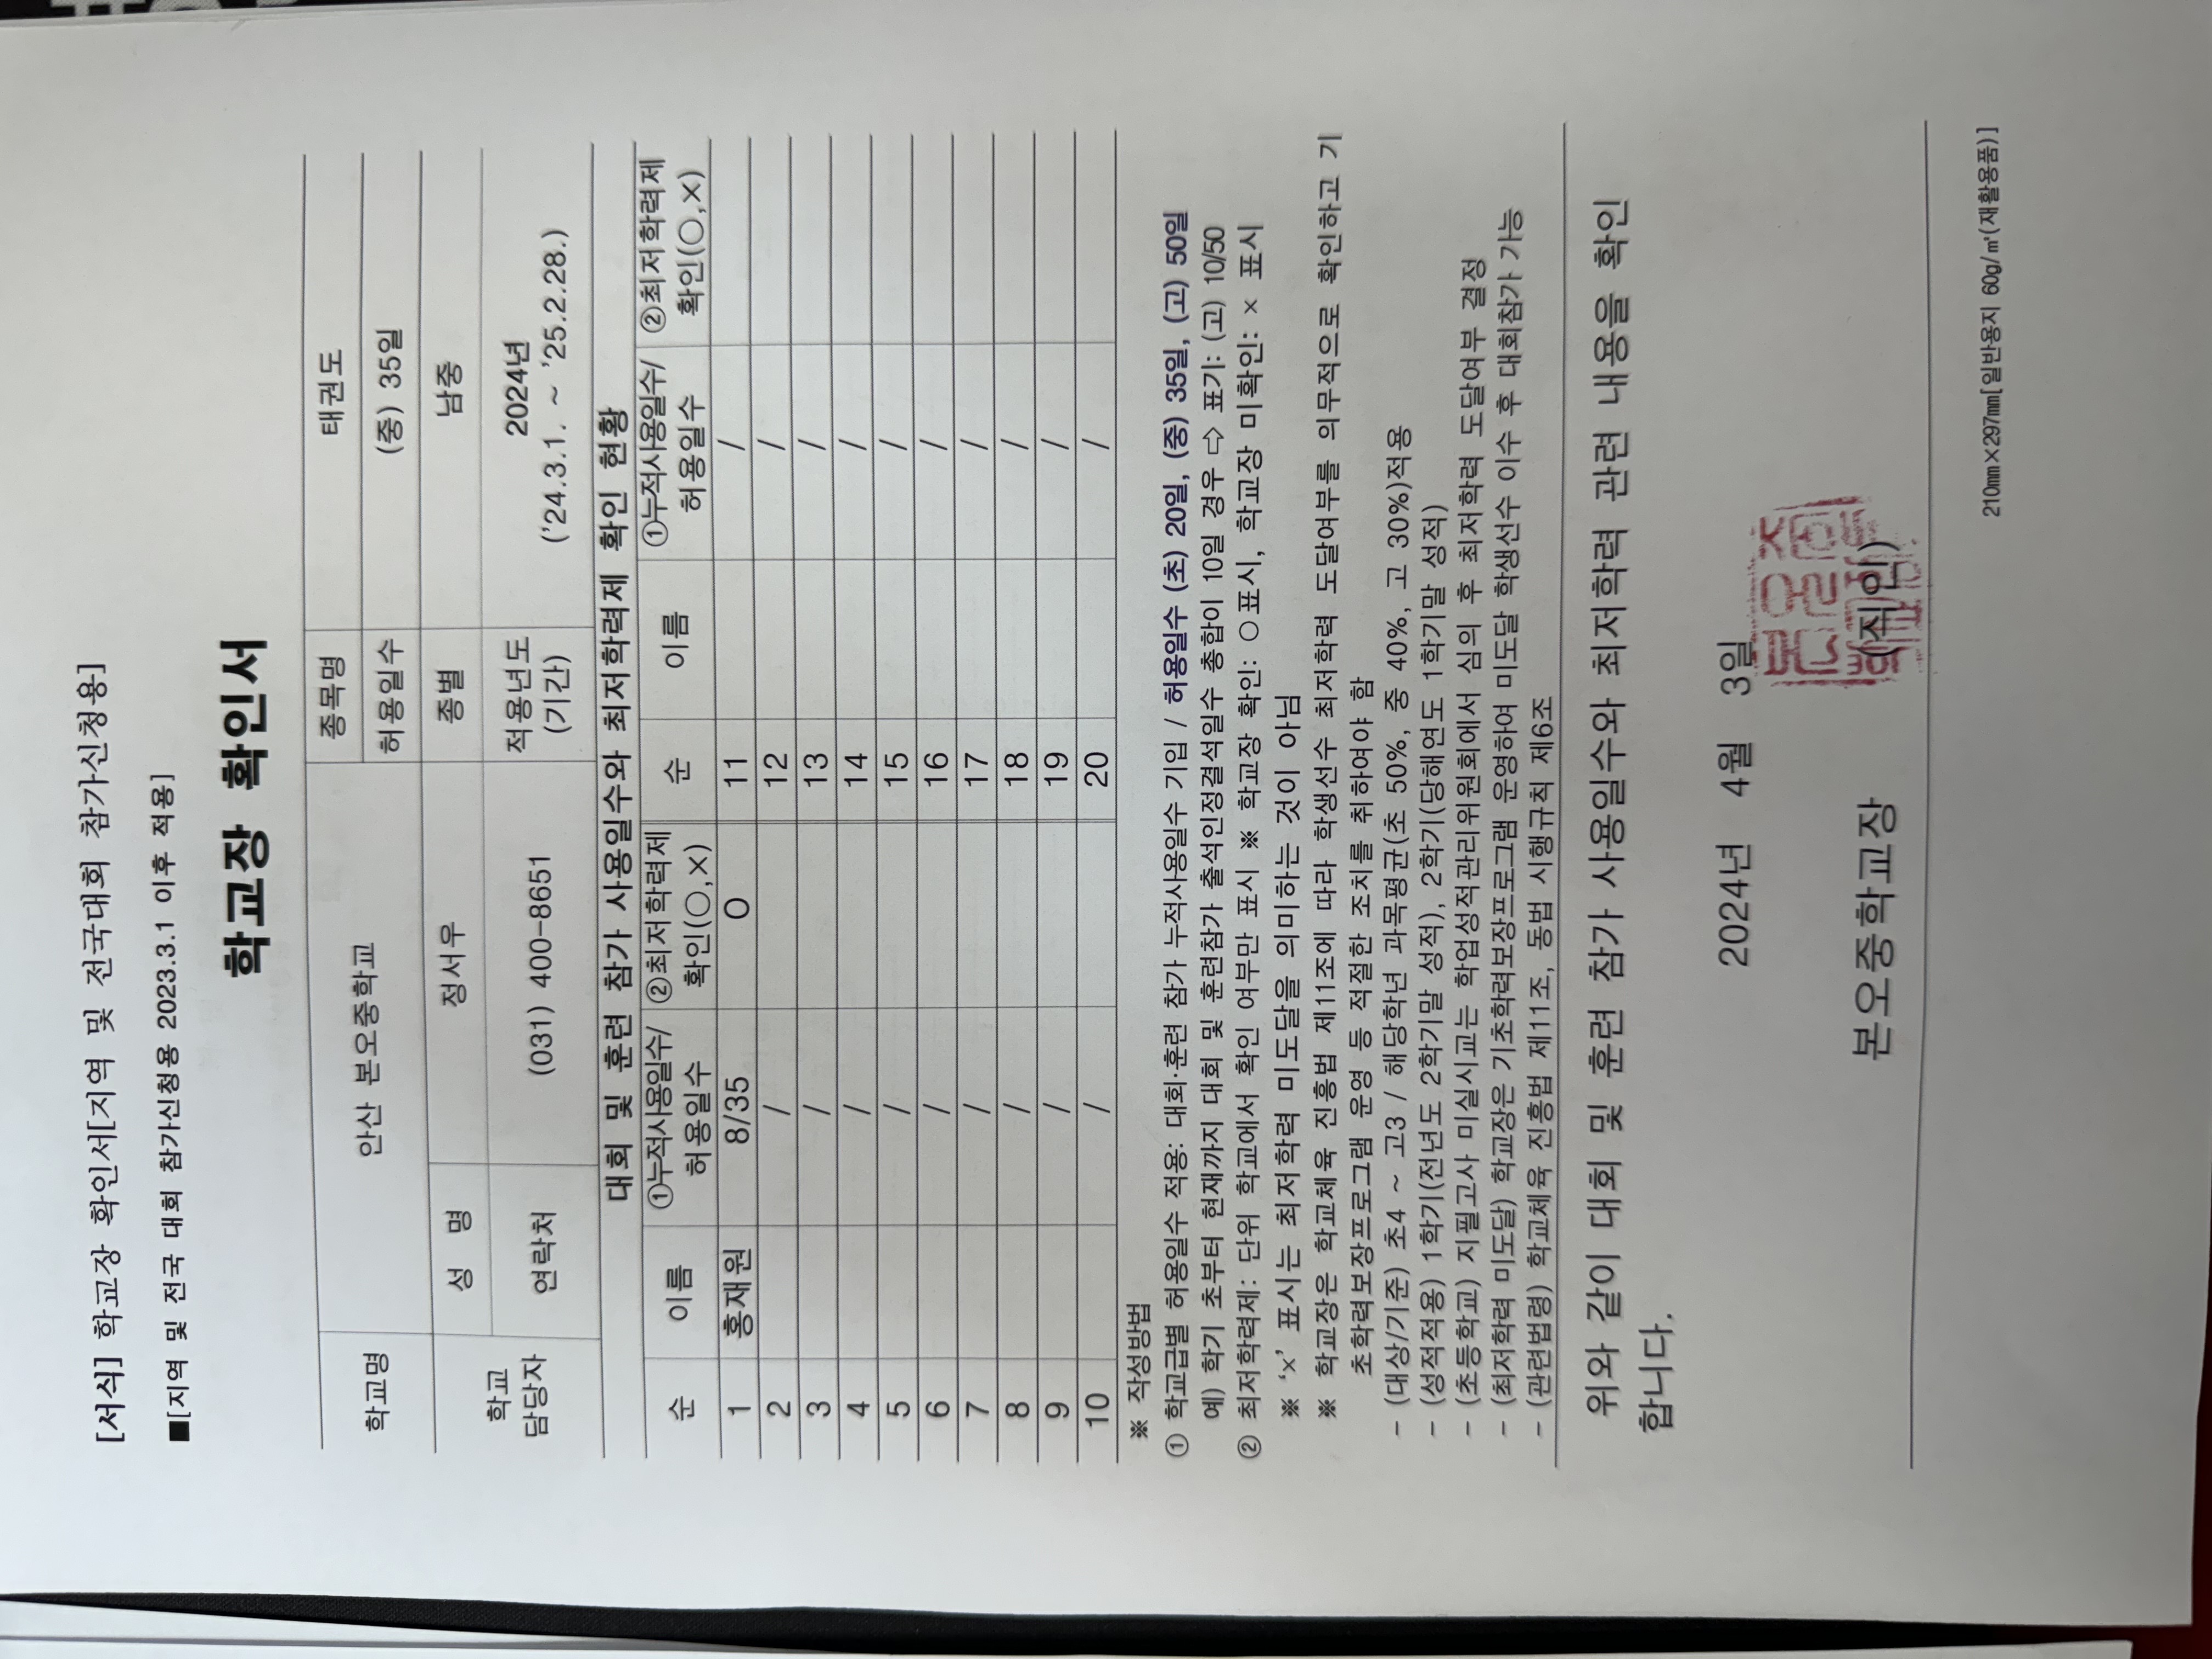 [서식] 학교장 확인서[지역 및 전국대회 참가신청용]
■[지역 및 전국 대회 참가신청용 2023.3.1 이후 적용]
학교장 확인서
학교명 안산 본오중학교 종목명 태권도
허용일수 (중) 35일
학교 담당자 성 명 정서우 종별 남중
연락처 (031) 400-8651 적용년도 (기간) 2024년 ('24.3.1. ~ '25.2.28.)
대회 및 훈련 참가 사용일수와 최저학력제 확인 현황
순 이름 ①누적사용일수/허용일수 ②최저학력제 확인(○,×) 순 이름 ①누적사용일수/허용일수 ②최저학력제 확인(○,×)
1 홍재원 8/35 O 11 /
2 / 12 /
3 / 13 /
4 / 14 /
5 / 15 /
6 / 16 /
7 / 17 /
8 / 18 /
9 / 19 /
10 / 20 /
※ 작성방법
① 학교급별 허용일수 적용: 대회·훈련 참가 누적사용일수 기입 / 허용일수 (초) 20일, (중) 35일, (고) 50일
예) 학기 초부터 현재까지 대회 및 훈련참가 출석인정결석일수 총합이 10일 경우 ⇨ 표기: (고) 10/50
② 최저학력제: 단위 학교에서 확인 여부만 표시 ※ 학교장 확인: ○표시, 학교장 미확인: × 표시
※ ‘×’ 표시는 최저학력 미도달을 의미하는 것이 아님
※ 학교장은 학교체육 진흥법 제11조에 따라 학생선수 최저학력 도달여부를 의무적으로 확인하고 기
초학력보장프로그램 운영 등 적절한 조치를 취하여야 함
- (대상/기준) 초4 ~ 고3 / 해당학년 과목평균(초 50%, 중 40%, 고 30%)적용
- (성적적용) 1학기(전년도 2학기말 성적), 2학기(당해연도 1학기말 성적)
- (초등학교) 지필고사 미실시교는 학업성적관리위원회에서 심의 후 최저학력 도달여부 결정
- (최저학력 미도달) 학교장은 기초학력보장프로그램 운영하여 미도달 학생선수 이수 후 대회참가 가능
- (관련법령) 학교체육 진흥법 제11조, 동법 시행규칙 제6조
위와 같이 대회 및 훈련 참가 사용일수와 최저학력 관련 내용을 확인
합니다.
2024년 4월 3일
본오중학교장 (직인)
210㎜×297㎜[일반용지 60g/㎡(재활용품)]